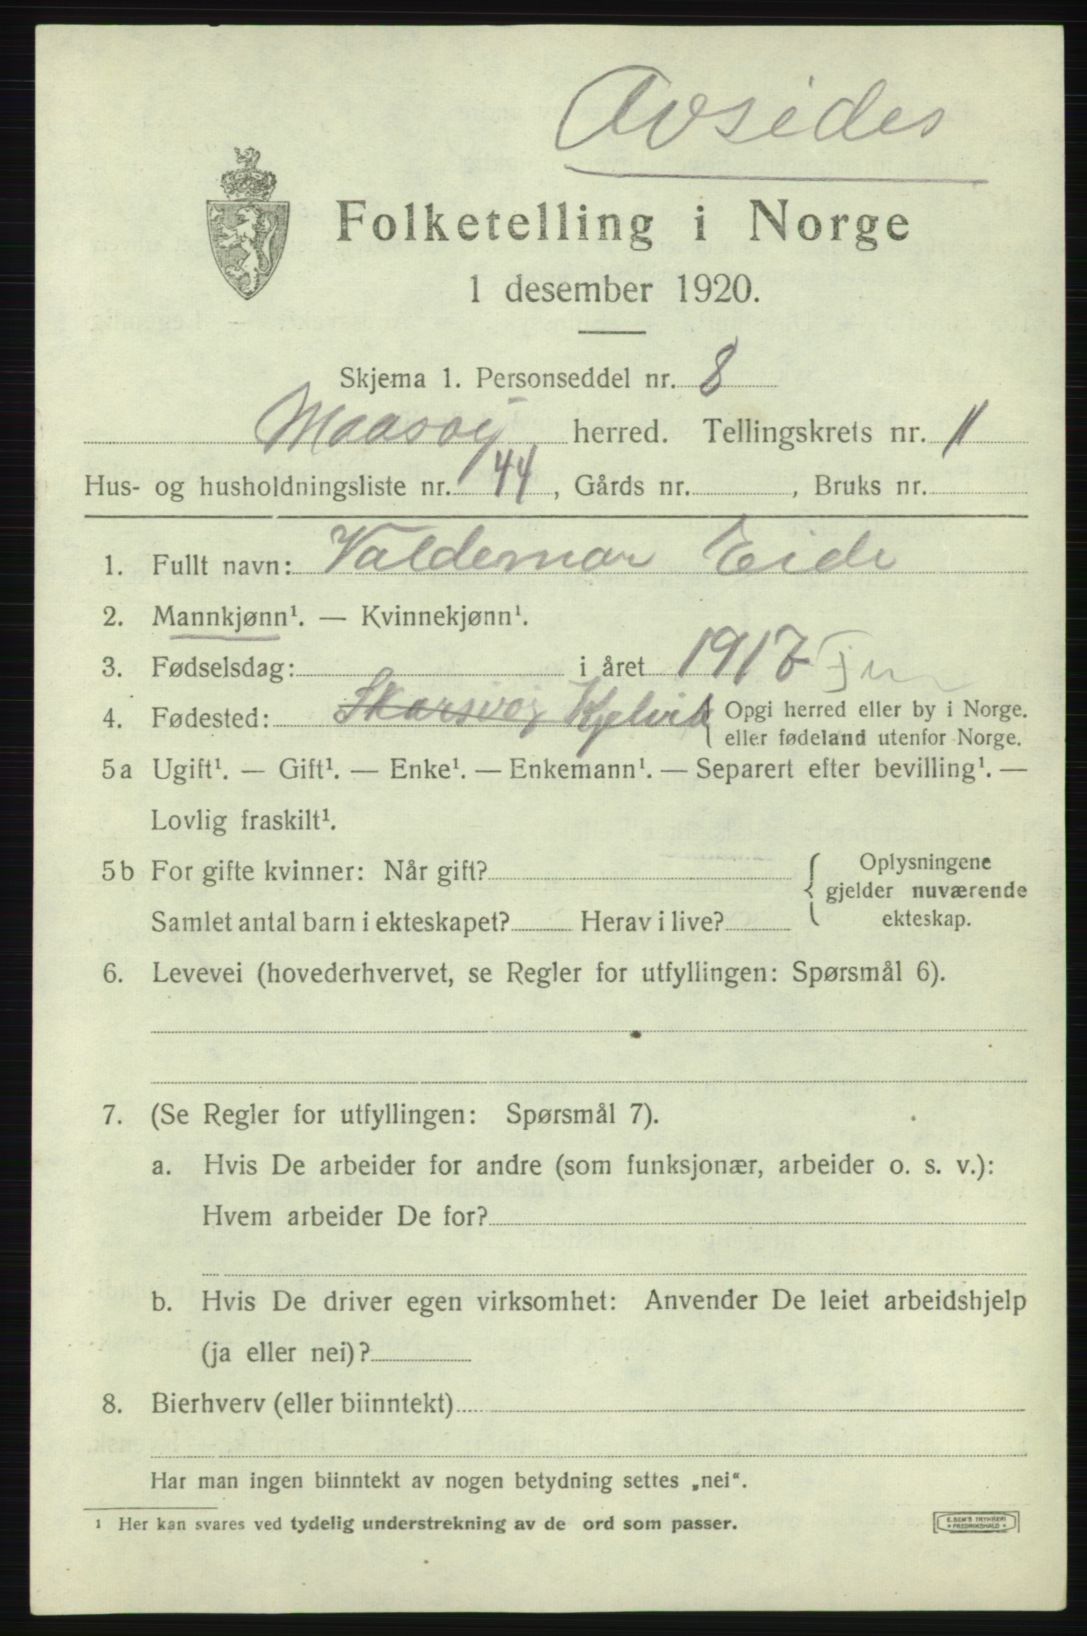 Avsides
Folketelling i Norge
1 desember 1920.
Skjema 1. Personseddel nr. 8
Maasøy herred. Tellingskrets nr. 11
Hus- og husholdningsliste nr. 44, Gårds nr. , Bruks nr.
1. Fullt navn: Valdemar Eide
2. Mannkjønn¹. — Kvinnekjønn¹.
3. Fødselsdag: i året 1917
4. Fødested: Skarsvåg Kjelvik { Opgi herred eller by i Norge.
eller fødeland utenfor Norge.
5a Ugift¹. — Gift¹. — Enke¹. — Enkemann¹. — Separert efter bevilling¹. —
Lovlig fraskilt¹.
5b For gifte kvinner: Når gift? { Oplysningene
gjelder nuværende
Samlet antal barn i ekteskapet? Herav i live? ekteskap.
6. Levevei (hovederhvervet, se Regler for utfyllingen: Spørsmål 6).
7. (Se Regler for utfyllingen: Spørsmål 7).
a. Hvis De arbeider for andre (som funksjonær, arbeider o. s. v.):
Hvem arbeider De for?
b. Hvis De driver egen virksomhet: Anvender De leiet arbeidshjelp
(ja eller nei)?
8. Bierhverv (eller biinntekt)
Har man ingen biinntekt av nogen betydning settes „nei“.
¹ Her kan svares ved tydelig understrekning av de ord som passer.
E. SEM'S TRYKKERI
FREDRIKSHALD